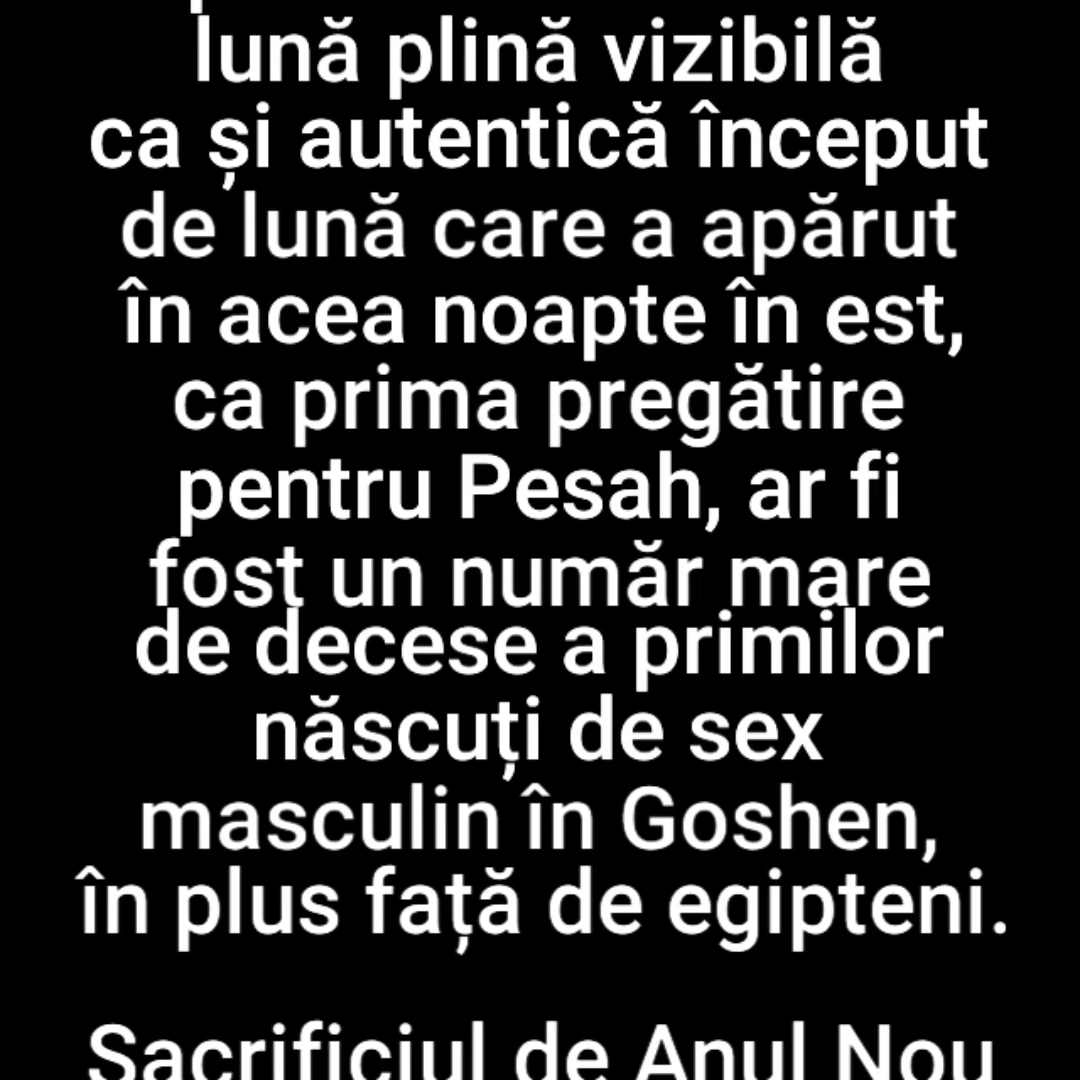 lună plină vizibilă
ca și autentică început
de lună care a apărut
în acea noapte în est,
ca prima pregătire
pentru Pesah, ar fi
fost un număr mare
de decese a primilor
născuți de sex
masculin în Goshen,
în plus față de egipteni.
Sacrificiul de Anul Nou